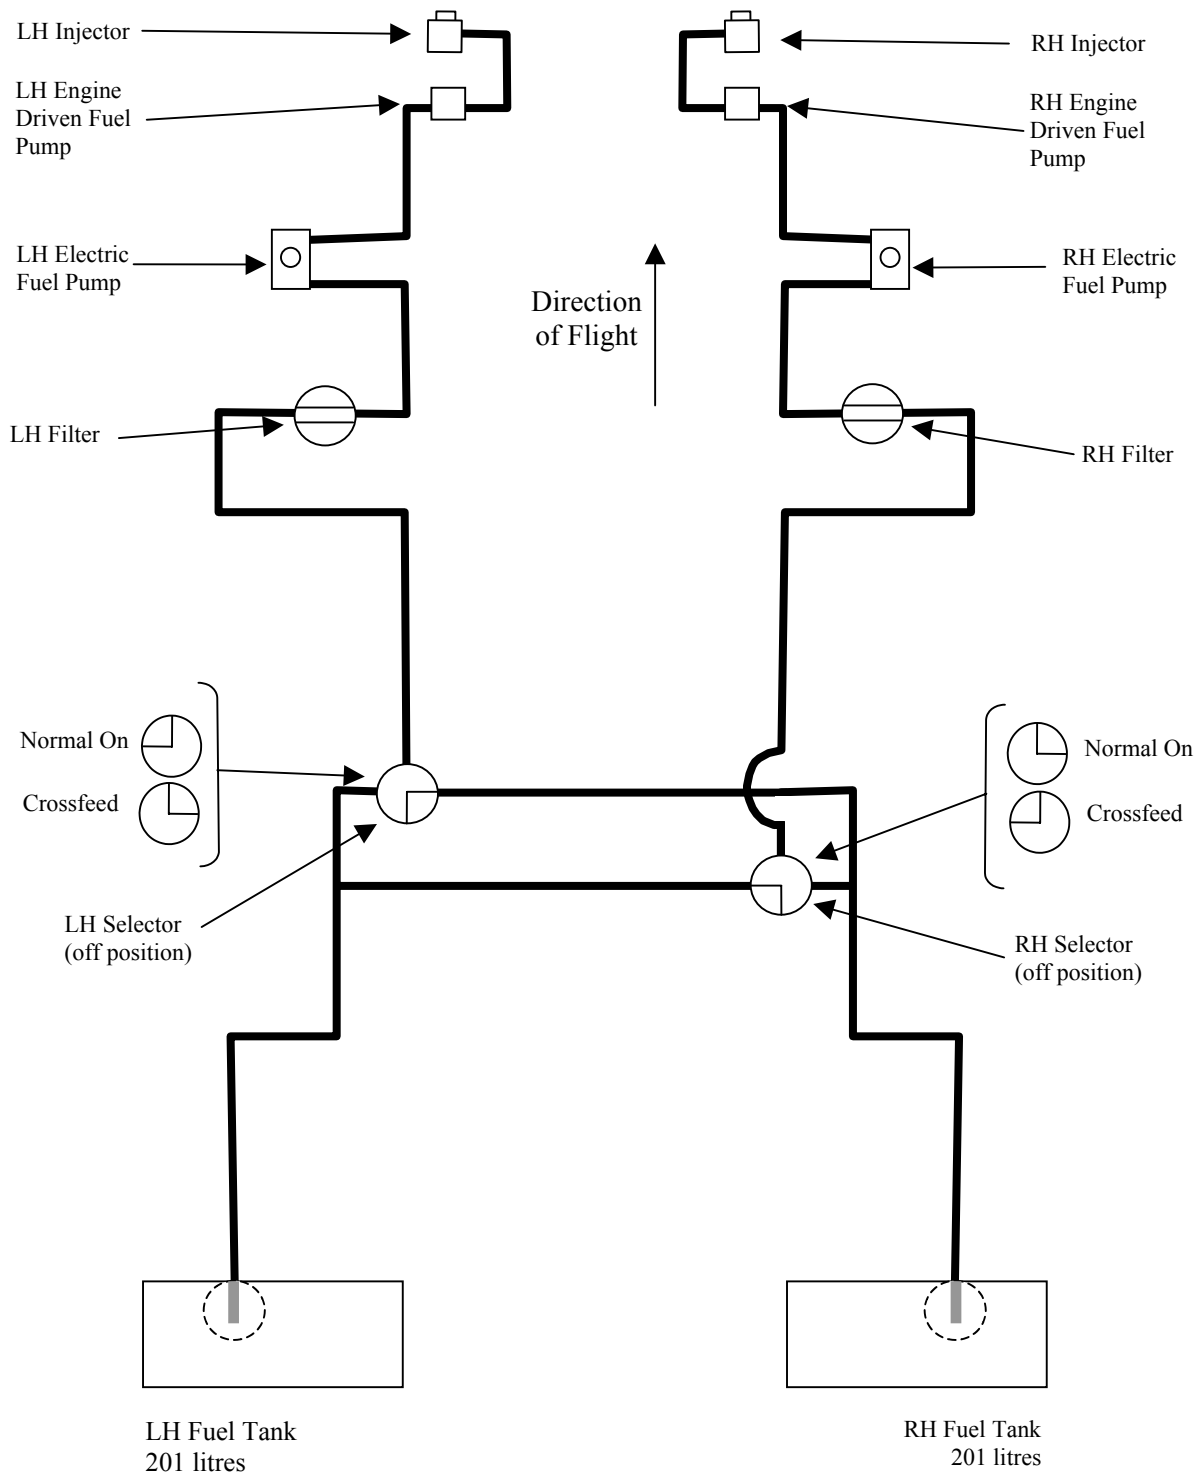 LH Injector
RH Injector
LH Engine
Driven Fuel
Pump
RH Engine
Driven Fuel
Pump
LH Electric
Fuel Pump
RH Electric
Fuel Pump
Direction
of Flight
LH Filter
RH Filter
Normal On
Crossfeed
Normal On
Crossfeed
LH Selector
(off position)
RH Selector
(off position)
LH Fuel Tank
201 litres
RH Fuel Tank
201 litres